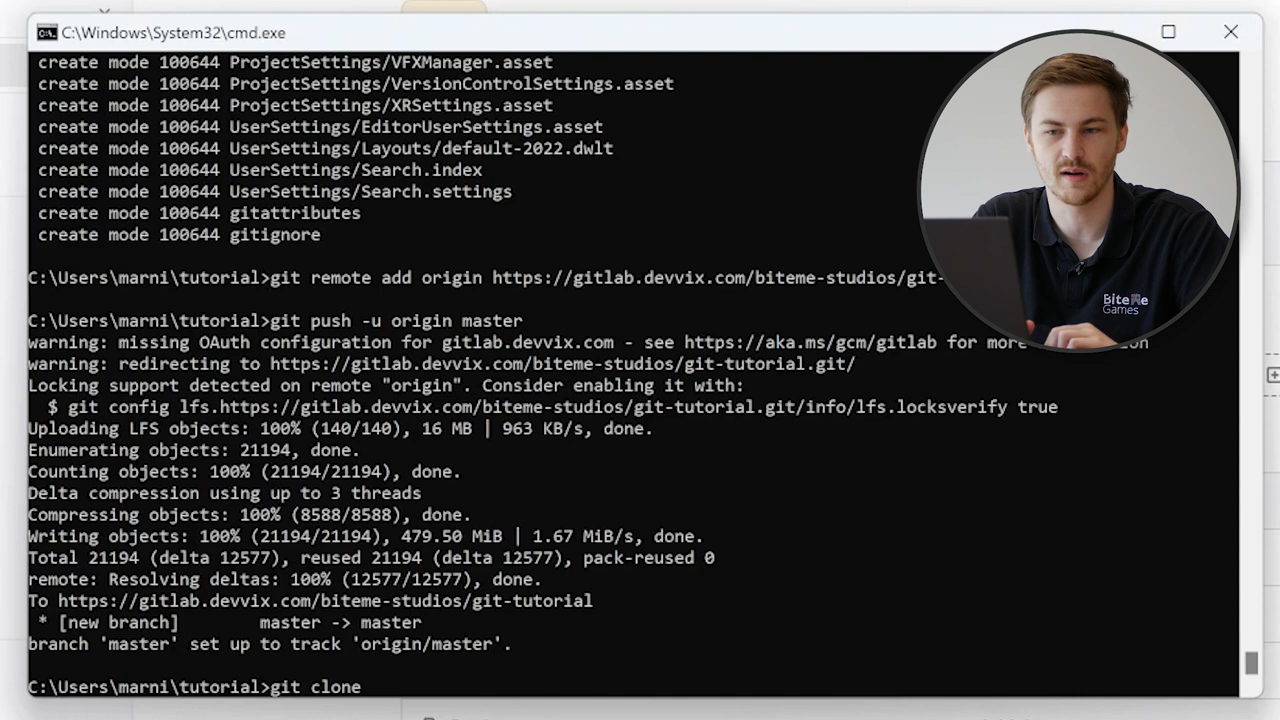 C:\Windows\System32\cmd.exe
create mode 100644 ProjectSettings/VFXManager.asset
create mode 100644 ProjectSettings/VersionControlSettings.asset
create mode 100644 ProjectSettings/XRSettings.asset
create mode 100644 UserSettings/EditorUserSettings.asset
create mode 100644 UserSettings/Layouts/default-2022.dwlt
create mode 100644 UserSettings/Search.index
create mode 100644 UserSettings/Search.settings
create mode 100644 gitattributes
create mode 100644 gitignore
C:\Users\marni\tutorial>git remote add origin https://gitlab.devvix.com/biteme-studios/git-
C:\Users\marni\tutorial>git push -u origin master
warning: missing OAuth configuration for gitlab.devvix.com - see https://aka.ms/gcm/gitlab for more
warning: redirecting to https://gitlab.devvix.com/biteme-studios/git-tutorial.git/
Locking support detected on remote "origin". Consider enabling it with:
$ git config lfs.https://gitlab.devvix.com/biteme-studios/git-tutorial.git/info/lfs.locksverify true
Uploading LFS objects: 100% (140/140), 16 MB | 963 KB/s, done.
Enumerating objects: 21194, done.
Counting objects: 100% (21194/21194), done.
Delta compression using up to 3 threads
Compressing objects: 100% (8588/8588), done.
Writing objects: 100% (21194/21194), 479.50 MiB | 1.67 MiB/s, done.
Total 21194 (delta 12577), reused 21194 (delta 12577), pack-reused 0
remote: Resolving deltas: 100% (12577/12577), done.
To https://gitlab.devvix.com/biteme-studios/git-tutorial
* [new branch] master -> master
branch 'master' set up to track 'origin/master'.
C:\Users\marni\tutorial>git clone
BiteMe
Games